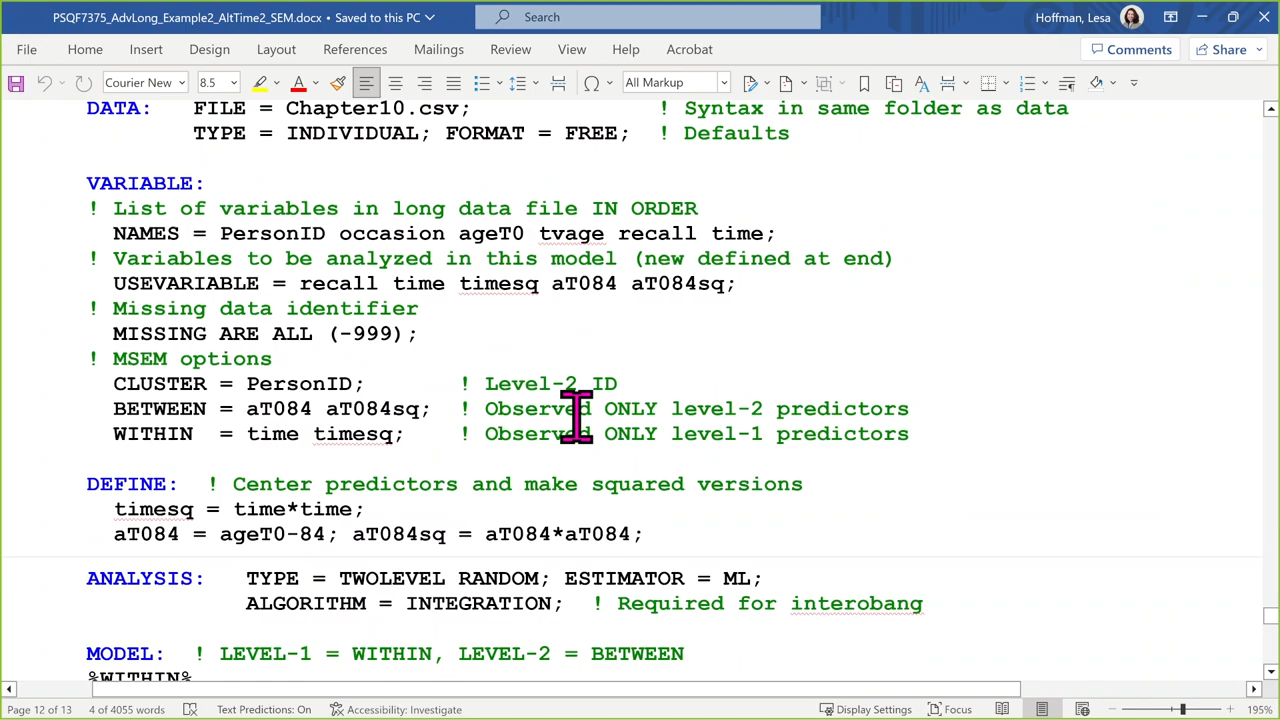 PSQF7375_AdvLong_Example2_AltTime2_SEM.docx • Saved to this PC
Search
Hoffman, Lesa
File Home Insert Design Layout References Mailings Review View Help Acrobat Comments Share
Courier New 8.5 All Markup
DATA: FILE = Chapter10.csv; ! Syntax in same folder as data
TYPE = INDIVIDUAL; FORMAT = FREE; ! Defaults
VARIABLE:
! List of variables in long data file IN ORDER
NAMES = PersonID occasion ageT0 tvage recall time;
! Variables to be analyzed in this model (new defined at end)
USEVARIABLE = recall time timesq aT084 aT084sq;
! Missing data identifier
MISSING ARE ALL (-999);
! MSEM options
CLUSTER = PersonID; ! Level-2 ID
BETWEEN = aT084 aT084sq; ! Observed ONLY level-2 predictors
WITHIN = time timesq; ! Observed ONLY level-1 predictors
DEFINE: ! Center predictors and make squared versions
timesq = time*time;
aT084 = ageT0-84; aT084sq = aT084*aT084;
ANALYSIS: TYPE = TWOLEVEL RANDOM; ESTIMATOR = ML;
ALGORITHM = INTEGRATION; ! Required for interobang
MODEL: ! LEVEL-1 = WITHIN, LEVEL-2 = BETWEEN
%WITHIN%
Page 12 of 13 4 of 4055 words Text Predictions: On Accessibility: Investigate Display Settings Focus 195%